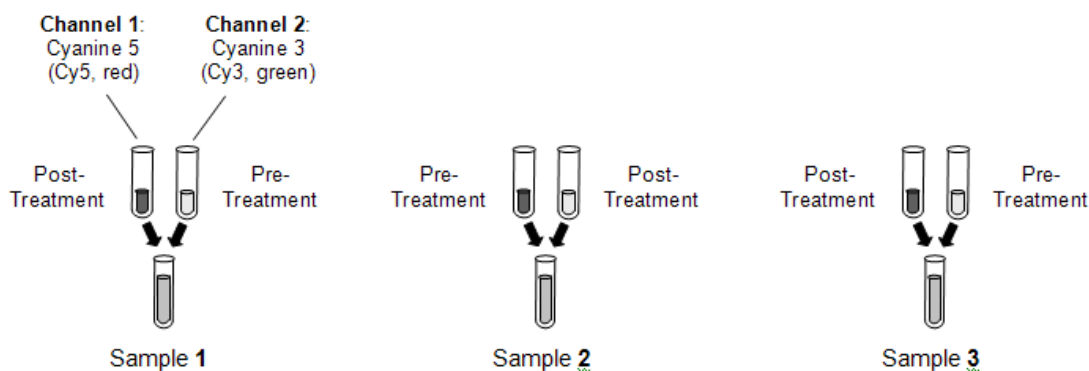 Channel 1:
Cyanine 5
(Cy5, red)
Channel 2:
Cyanine 3
(Cy3, green)
Post-
Treatment
Pre-
Treatment
Pre-
Treatment
Post-
Treatment
Post-
Treatment
Pre-
Treatment
Sample 1
Sample 2
Sample 3